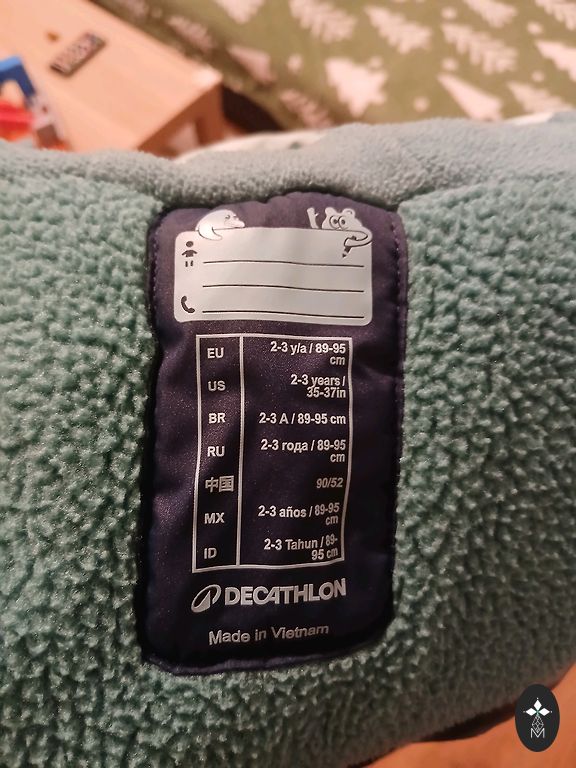 EU 2-3 y/a / 89-95
cm
US 2-3 years /
35-37in
BR 2-3 A / 89-95 cm
RU 2-3 года / 89-95
cm
中国 90/52
MX 2-3 años / 89-95
cm
ID 2-3 Tahun / 89-
95 cm
DECATHLON
Made in Vietnam
M